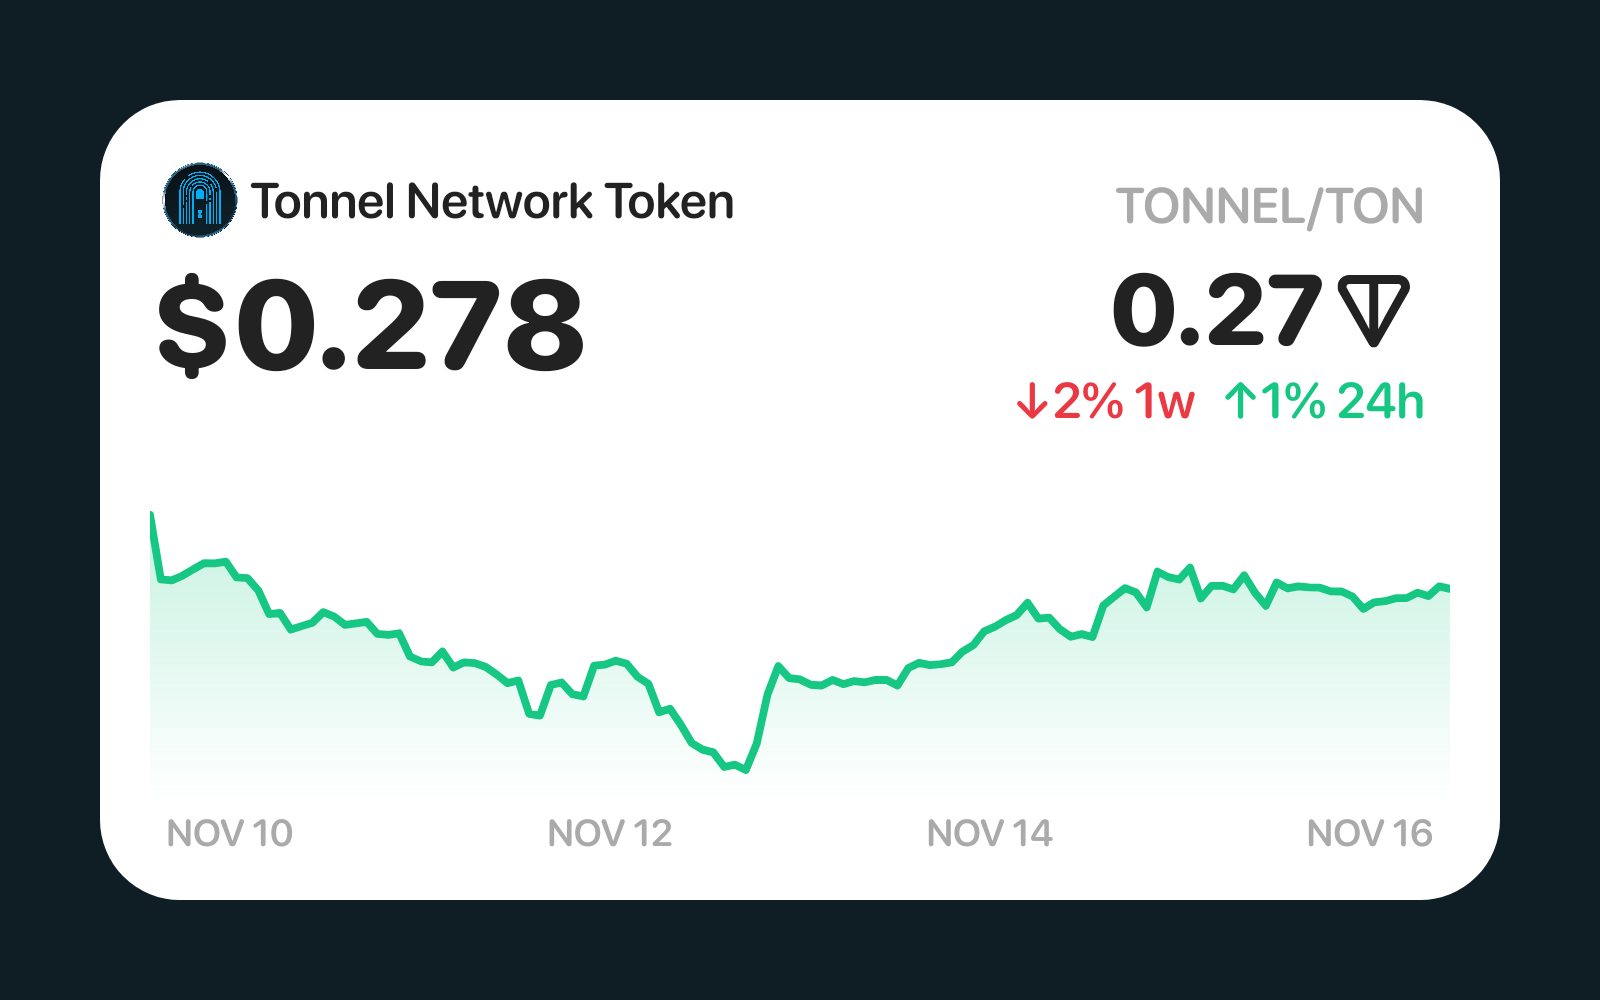 Tonnel Network Token
TONNEL/TON
$0.278
0.27
↓2% 1w ↑1% 24h
NOV 10
NOV 12
NOV 14
NOV 16